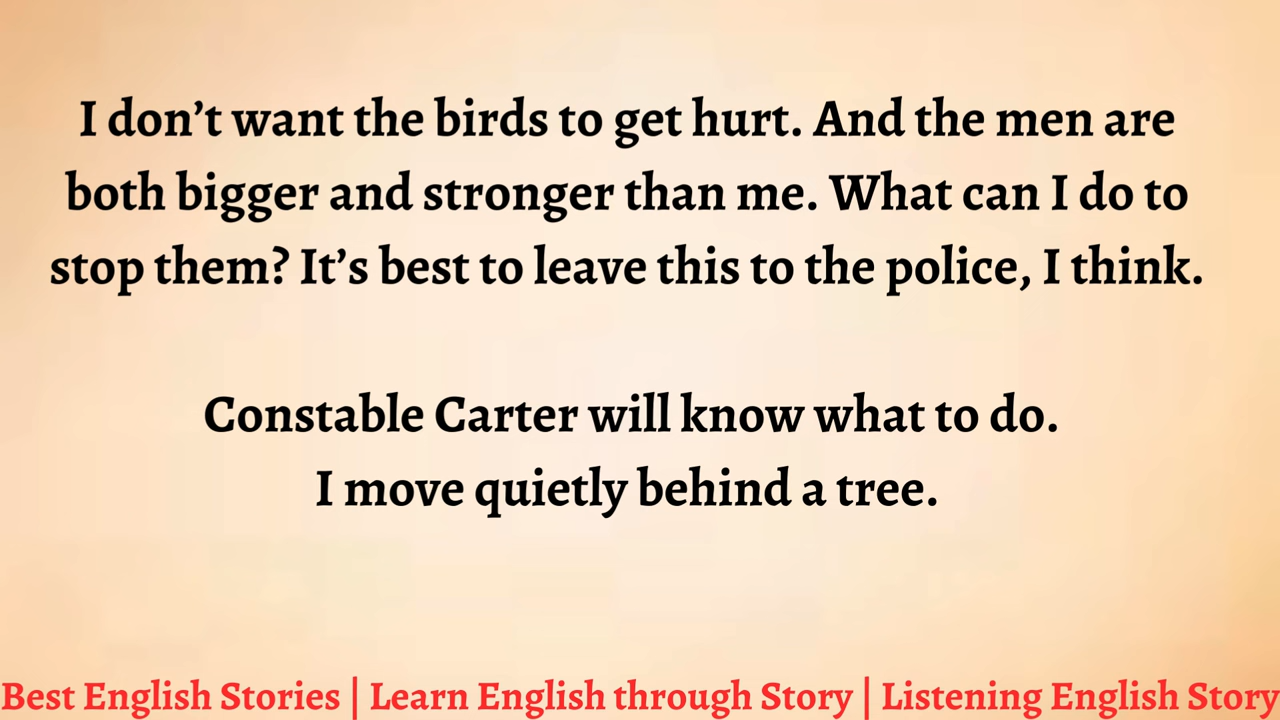 I don’t want the birds to get hurt. And the men are
both bigger and stronger than me. What can I do to
stop them? It’s best to leave this to the police, I think.
Constable Carter will know what to do.
I move quietly behind a tree.
Best English Stories | Learn English through Story | Listening English Story